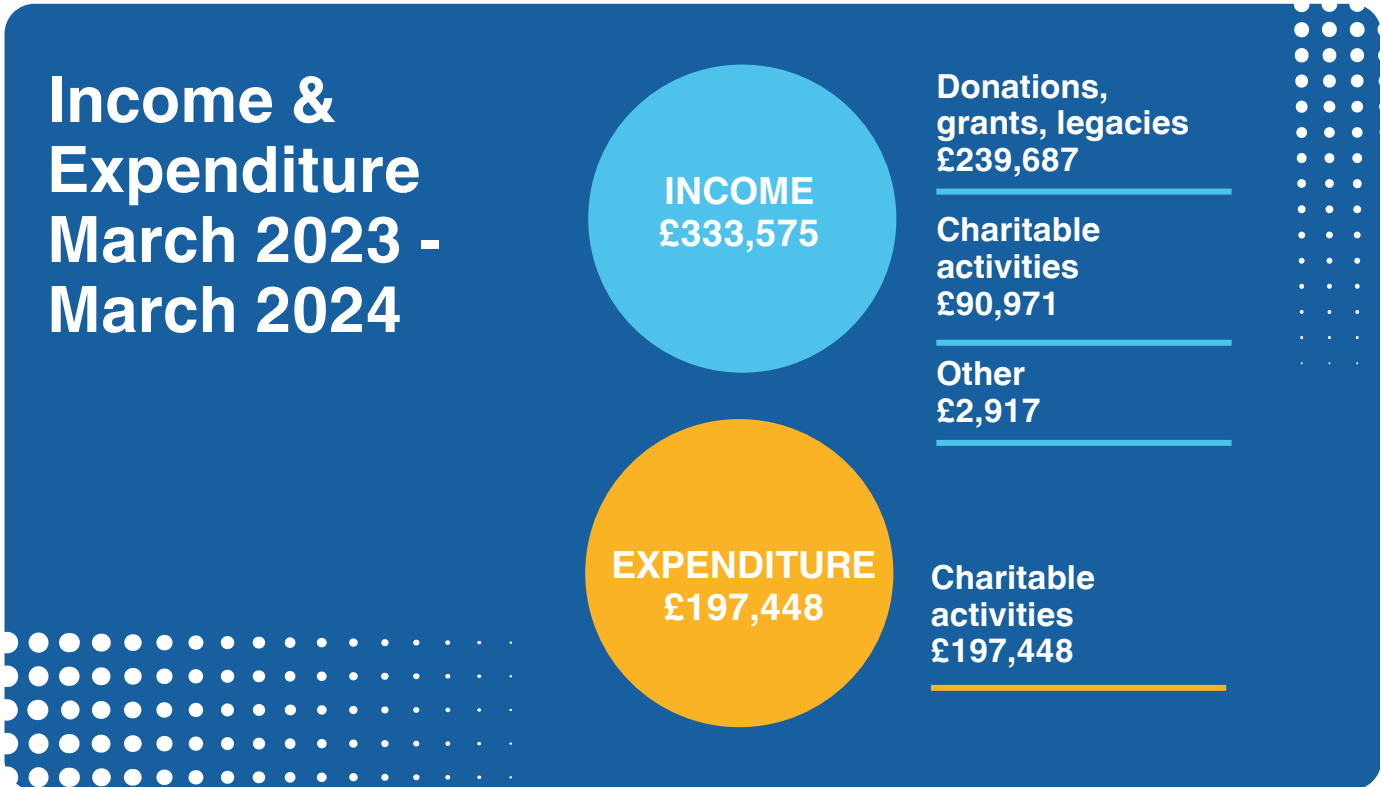 Income &
Expenditure
March 2023 -
March 2024
INCOME
£333,575
Donations,
grants, legacies
£239,687
Charitable
activities
£90,971
Other
£2,917
EXPENDITURE
£197,448
Charitable
activities
£197,448